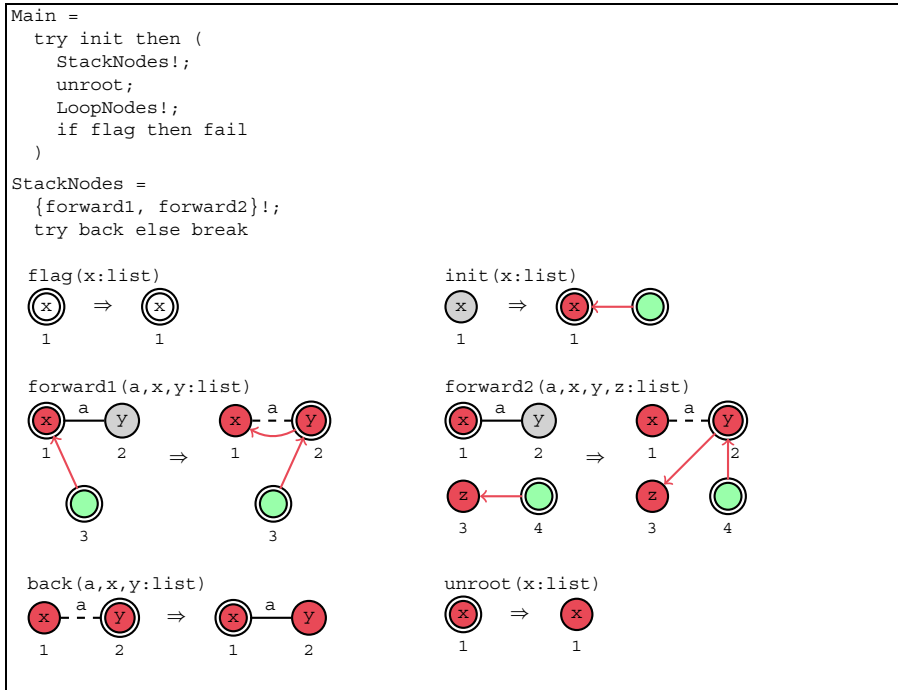 Main =
try init then (
StackNodes!;
unroot;
LoopNodes!;
if flag then fail
)
StackNodes =
{forward1, forward2}!;
try back else break
flag(x:list)
x ⇒ x
1 1
init(x:list)
x ⇒ x
1 1
forward1(a,x,y:list)
x a y ⇒ x a y
1 2 1 2
3 3
forward2(a,x,y,z:list)
x a y ⇒ x a y
1 2 1 2
z z
3 4 3 4
back(a,x,y:list)
x a y ⇒ x a y
1 2 1 2
unroot(x:list)
x ⇒ x
1 1